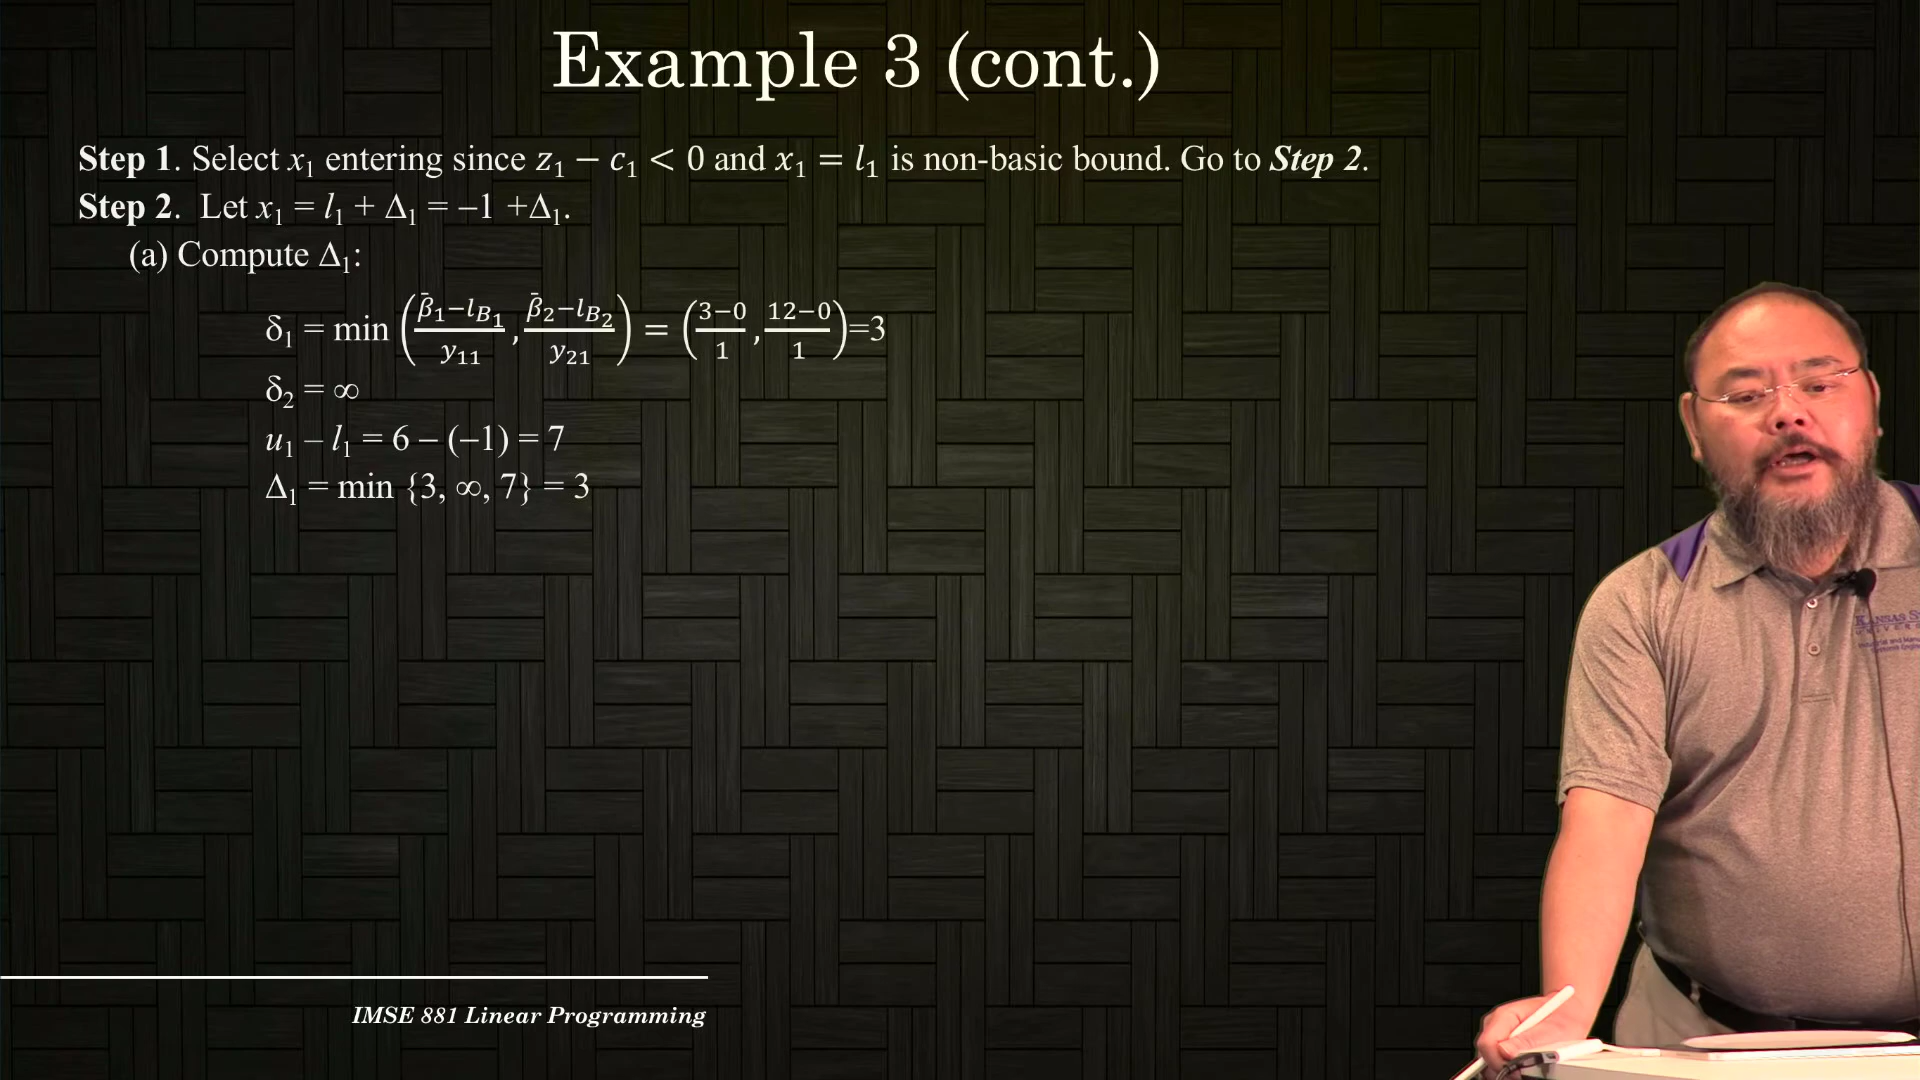 Example 3 (cont.)
Step 1. Select x₁ entering since z₁ − c₁ < 0 and x₁ = l₁ is non-basic bound. Go to Step 2.
Step 2. Let x₁ = l₁ + Δ₁ = –1 +Δ₁.
(a) Compute Δ₁:
δ₁ = min ((β̄₁−l_B₁)/y₁₁, (β̄₂−l_B₂)/y₂₁) = ((3−0)/1, (12−0)/1)=3
δ₂ = ∞
u₁ – l₁ = 6 – (–1) = 7
Δ₁ = min {3, ∞, 7} = 3
IMSE 881 Linear Programming